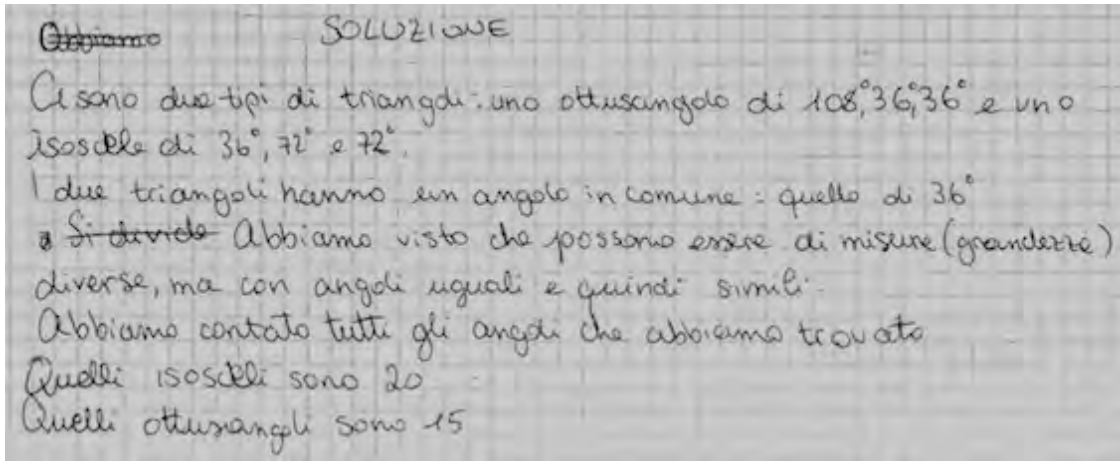 Abbiamo SOLUZIONE
Ci sono due tipi di triangoli: uno ottusangolo di 108°, 36°, 36° e uno
isoscele di 36°, 72° e 72°.
I due triangoli hanno un angolo in comune: quello di 36°
Si divide Abbiamo visto che possono essere di misure (grandezze)
diverse, ma con angoli uguali e quindi simili.
Abbiamo contato tutti gli angoli che abbiamo trovato
Quelli isosceli sono 20
Quelli ottusangoli sono 15